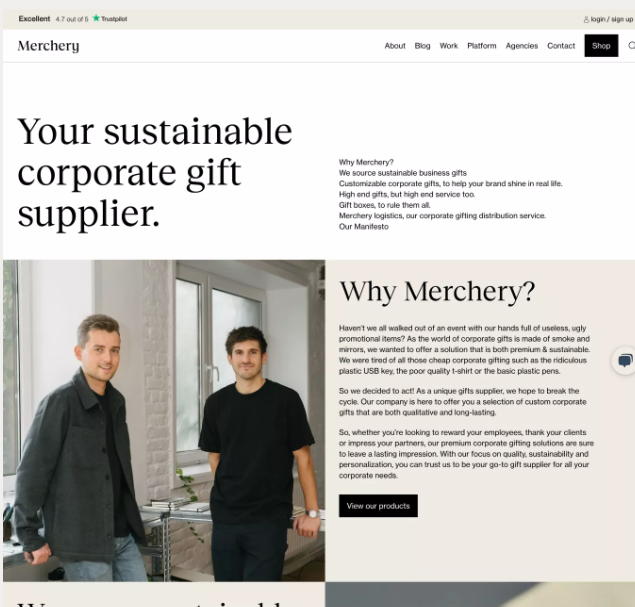 Excellent 4.7 out of 5 Trustpilot
login / sign up
Merchery
About Blog Work Platform Agencies Contact Shop
Your sustainable
corporate gift
supplier.
Why Merchery?
We source sustainable business gifts
Customizable corporate gifts, to help your brand shine in real life.
High end gifts, but high end service too.
Gift boxes, to rule them all.
Merchery logistics, our corporate gifting distribution service.
Our Manifesto
Why Merchery?
Haven't we all walked out of an event with our hands full of useless, ugly
promotional items? As the world of corporate gifts is made of smoke and
mirrors, we wanted to offer a solution that is both premium & sustainable.
We were tired of all those cheap corporate gifting such as the ridiculous
plastic USB key, the poor quality t-shirt or the basic plastic pens.
So we decided to act! As a unique gifts supplier, we hope to break the
cycle. Our company is here to offer you a selection of custom corporate
gifts that are both qualitative and long-lasting.
So, whether you're looking to reward your employees, thank your clients
or impress your partners, our premium corporate gifting solutions are sure
to leave a lasting impression. With our focus on quality, sustainability and
personalization, you can trust us to be your go-to gift supplier for all your
corporate needs.
View our products